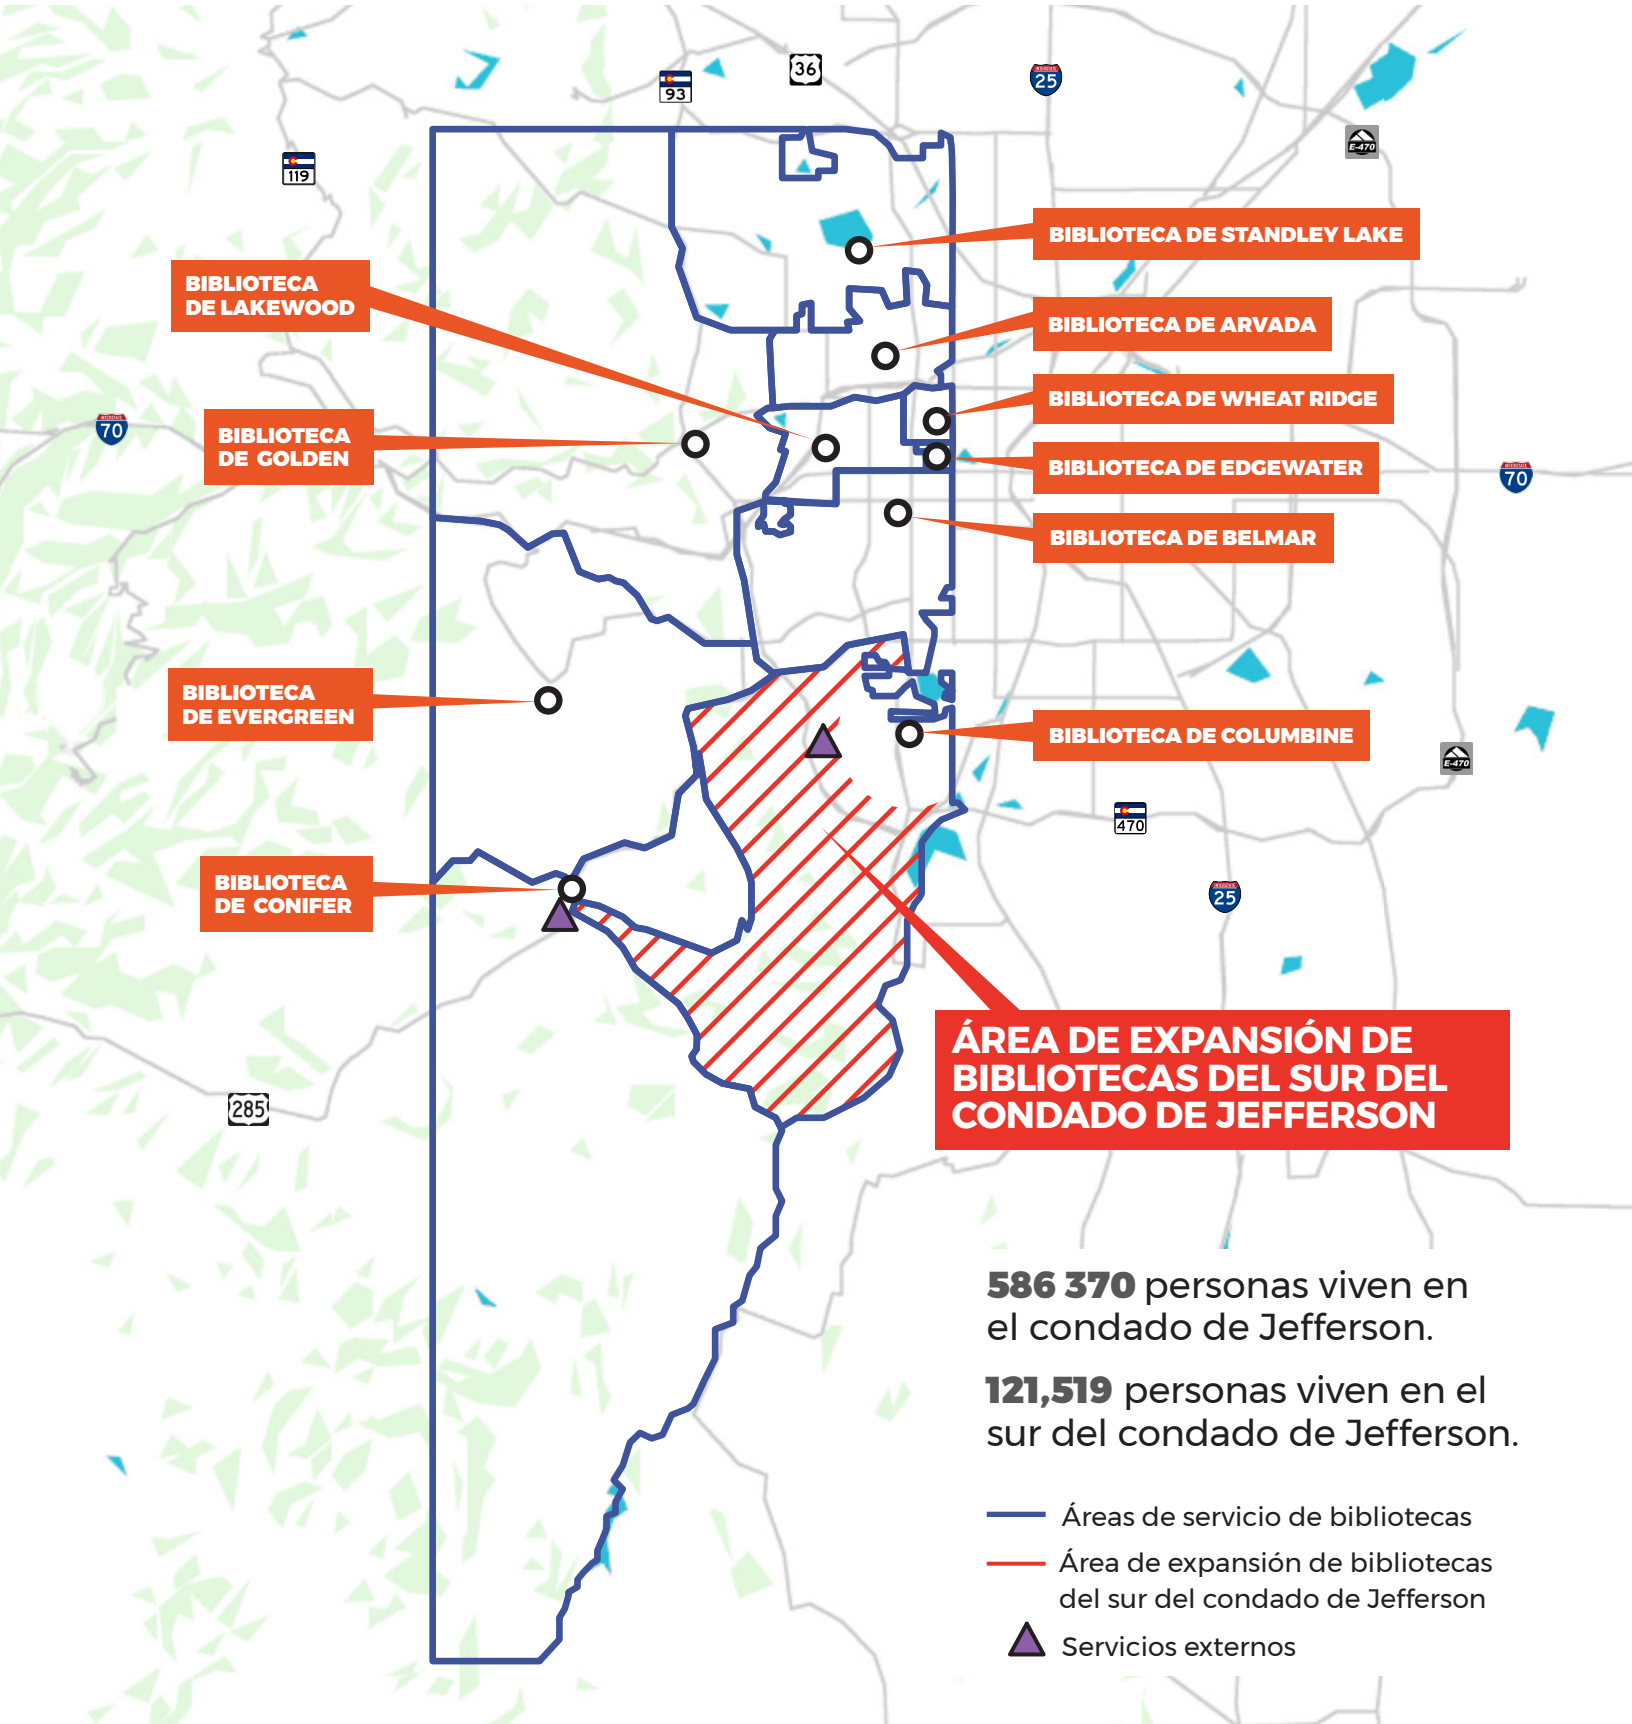 36
93
INTERSTATE
25
E-470
119
BIBLIOTECA DE STANDLEY LAKE
BIBLIOTECA
DE LAKEWOOD
BIBLIOTECA DE ARVADA
BIBLIOTECA DE WHEAT RIDGE
INTERSTATE
70
BIBLIOTECA
DE GOLDEN
BIBLIOTECA DE EDGEWATER
INTERSTATE
70
BIBLIOTECA DE BELMAR
BIBLIOTECA
DE EVERGREEN
BIBLIOTECA DE COLUMBINE
E-470
470
BIBLIOTECA
DE CONIFER
INTERSTATE
25
ÁREA DE EXPANSIÓN DE
BIBLIOTECAS DEL SUR DEL
CONDADO DE JEFFERSON
285
586 370 personas viven en
el condado de Jefferson.
121,519 personas viven en el
sur del condado de Jefferson.
Áreas de servicio de bibliotecas
Área de expansión de bibliotecas
del sur del condado de Jefferson
Servicios externos